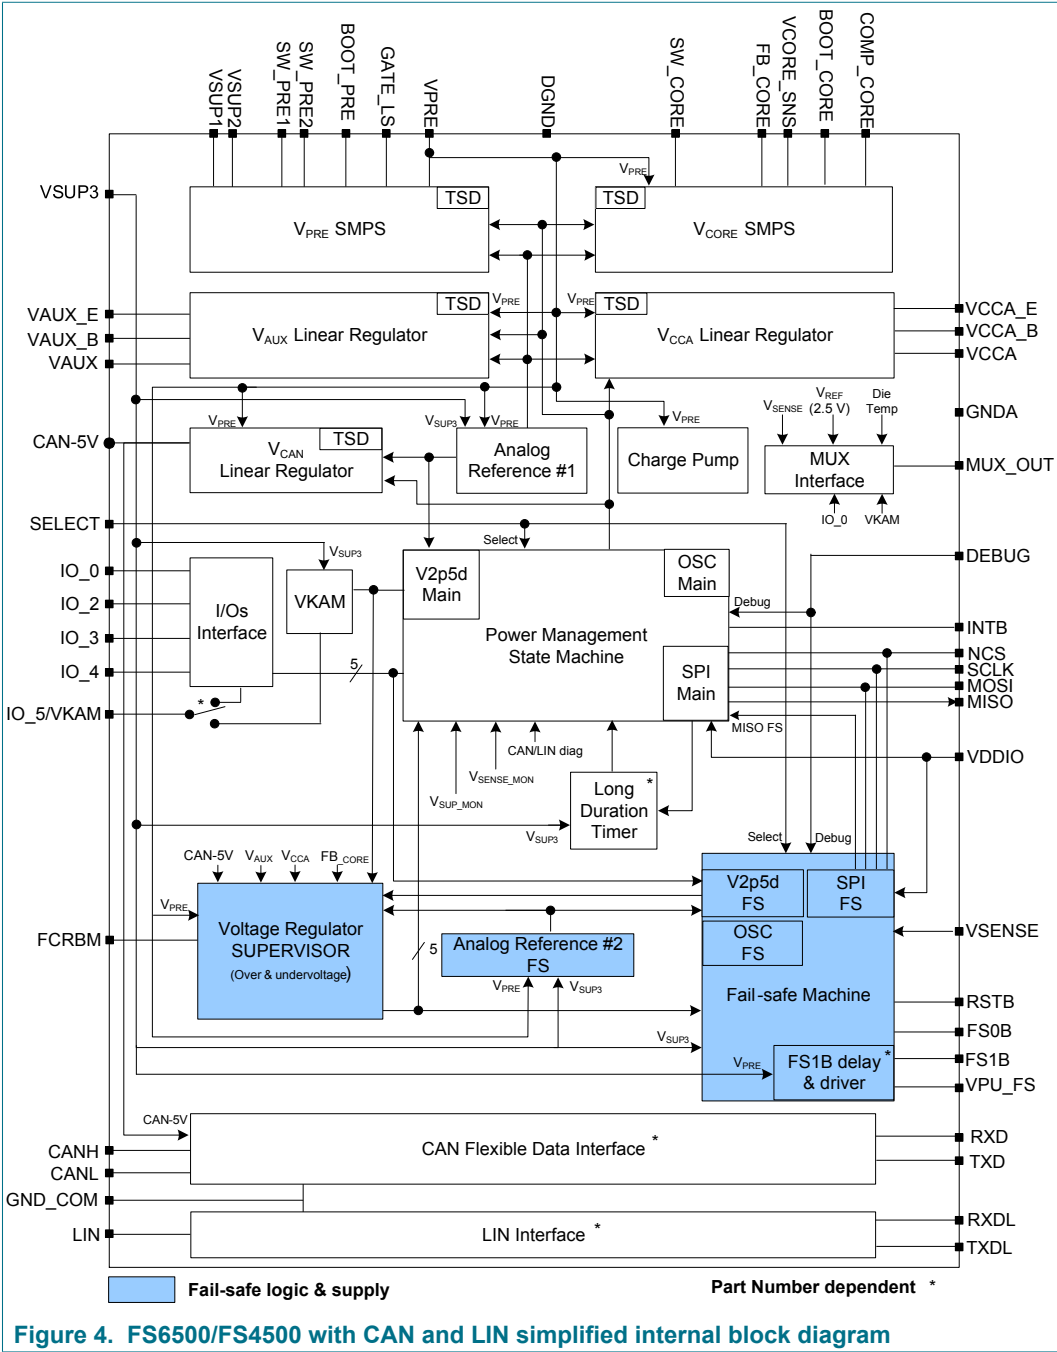 VSUP1
VSUP2
SW_PRE1
SW_PRE2
BOOT_PRE
GATE_LS
VPRE
DGND
SW_CORE
FB_CORE
VCORE_SNS
BOOT_CORE
COMP_CORE
VSUP3
VPRE
TSD
VPRE SMPS
TSD
VCORE SMPS
VAUX_E
VAUX_B
VAUX
TSD
VPRE
VAUX Linear Regulator
VPRE
TSD
VCCA Linear Regulator
VCCA_E
VCCA_B
VCCA
GNDA
CAN-5V
VPRE
TSD
VCAN
Linear Regulator
VSUP3
VPRE
Analog
Reference #1
VPRE
Charge Pump
VSENSE
VREF
(2.5 V)
Die
Temp
MUX
Interface
MUX_OUT
IO_0
VKAM
SELECT
Select
DEBUG
IO_0
IO_2
IO_3
IO_4
IO_5/VKAM
I/Os
Interface
*
VSUP3
VKAM
5
V2p5d
Main
OSC
Main
Power Management
State Machine
SPI
Main
Debug
INTB
NCS
SCLK
MOSI
MISO
MISO FS
VDDIO
CAN/LIN diag
VSENSE_MON
VSUP_MON
Long *
Duration
Timer
VSUP3
Select
Debug
CAN-5V
VAUX
VCCA
FB_CORE
VPRE
Voltage Regulator
SUPERVISOR
(Over & undervoltage)
FCRBM
5
Analog Reference #2
FS
VPRE
VSUP3
V2p5d
FS
SPI
FS
OSC
FS
Fail-safe Machine
VSENSE
RSTB
FS0B
FS1B
VPU_FS
VSUP3
VPRE
FS1B delay *
& driver
CAN-5V
CANH
CANL
GND_COM
LIN
CAN Flexible Data Interface *
RXD
TXD
LIN Interface *
RXDL
TXDL
Fail-safe logic & supply
Part Number dependent *
Figure 4. FS6500/FS4500 with CAN and LIN simplified internal block diagram